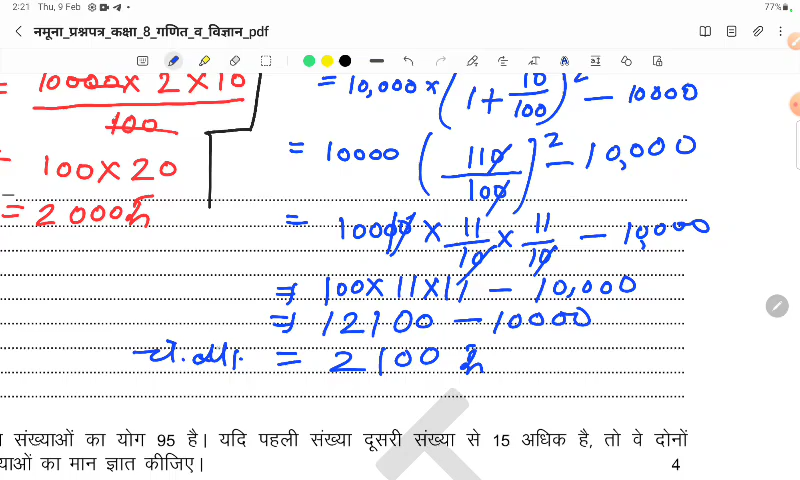 2:21 Thu, 9 Feb 77%
नमूना_प्रश्नपत्र_कक्षा_8_गणित_व_विज्ञान_pdf
= 10000 x 2 x 10 / 100
= 100 x 20
= 2000 रु
= 10,000 x (1 + 10/100)² - 10000
= 10000 (110/100)² - 10,000
= 10000 x 11/10 x 11/10 - 10,000
⇒ 100 x 11 x 11 - 10,000
⇒ 12100 - 10000
= 2100 रु
संख्याओं का योग 95 है। यदि पहली संख्या दूसरी संख्या से 15 अधिक है, तो वे दोनों
याओं का मान ज्ञात कीजिए। 4